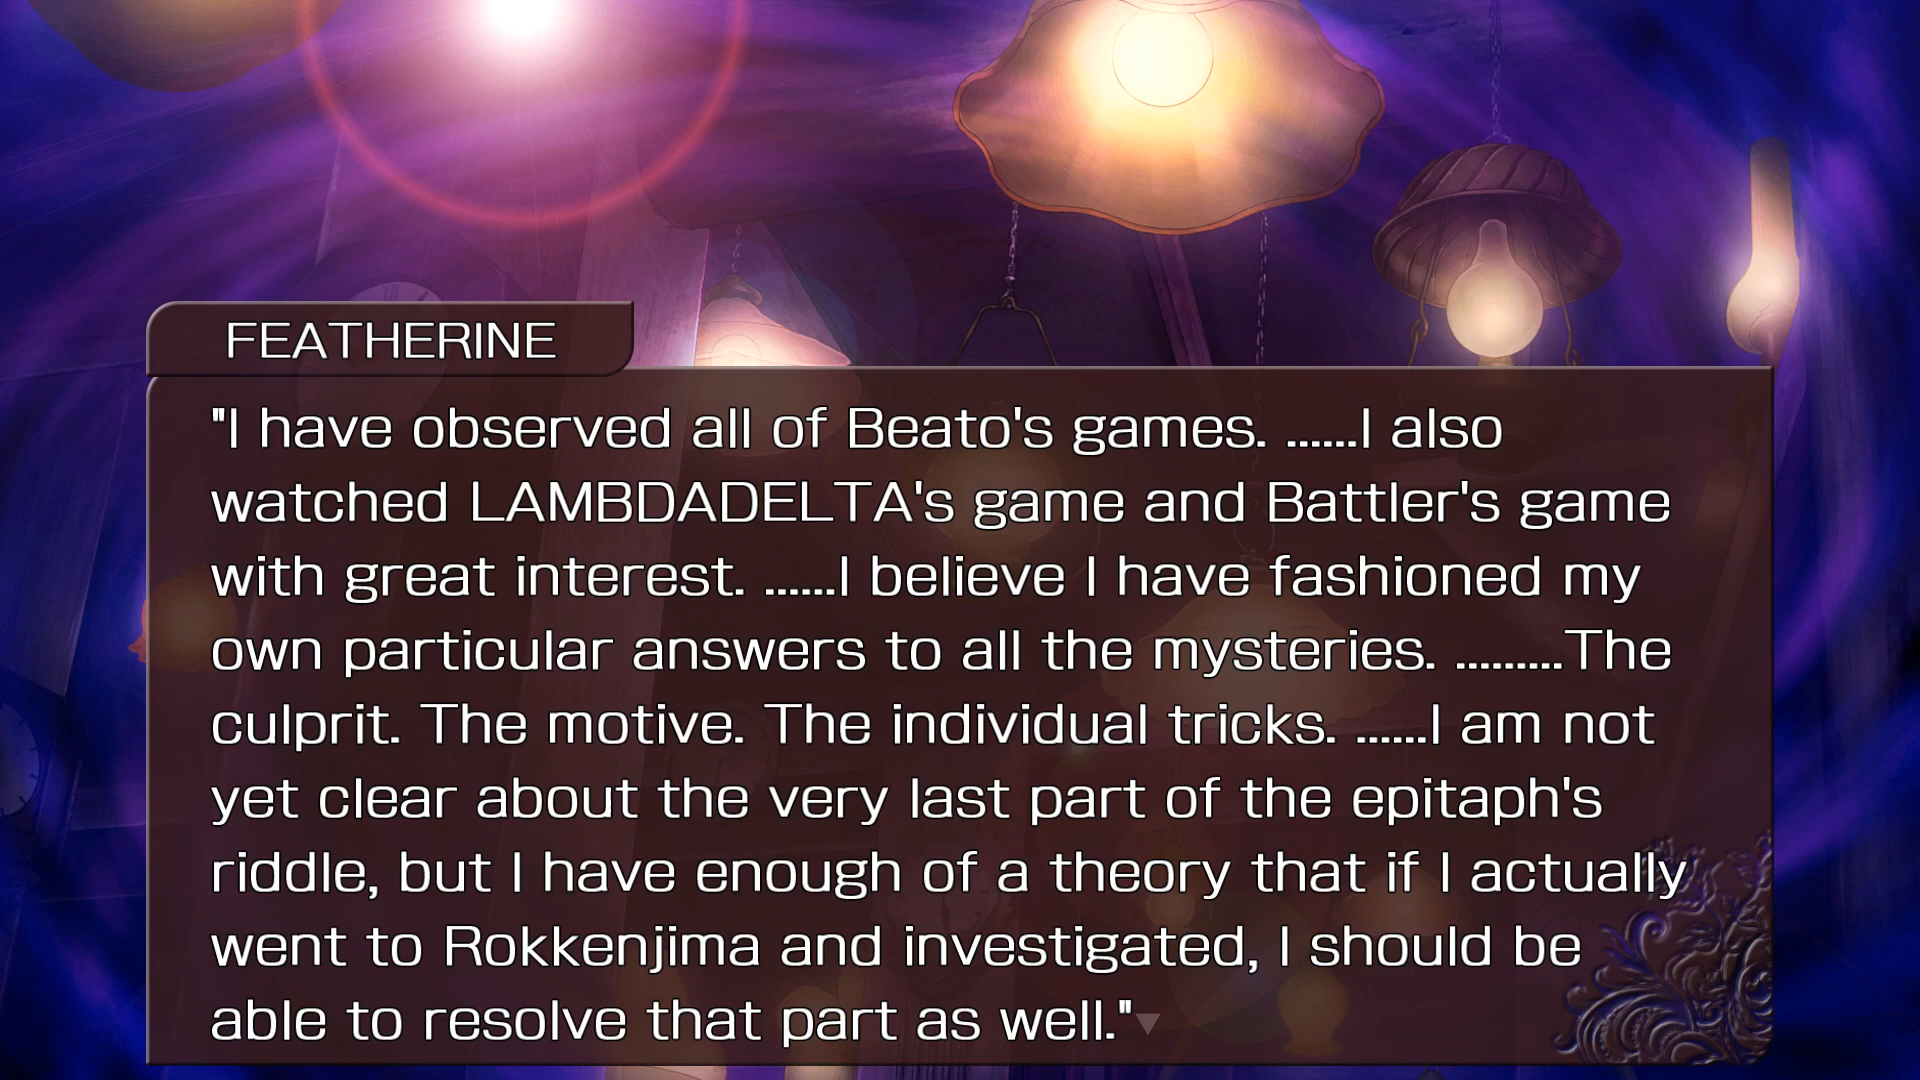 FEATHERINE
"I have observed all of Beato's games. ......I also
watched LAMBDADELTA's game and Battler's game
with great interest. ......I believe I have fashioned my
own particular answers to all the mysteries. .........The
culprit. The motive. The individual tricks. ......I am not
yet clear about the very last part of the epitaph's
riddle, but I have enough of a theory that if I actually
went to Rokkenjima and investigated, I should be
able to resolve that part as well."